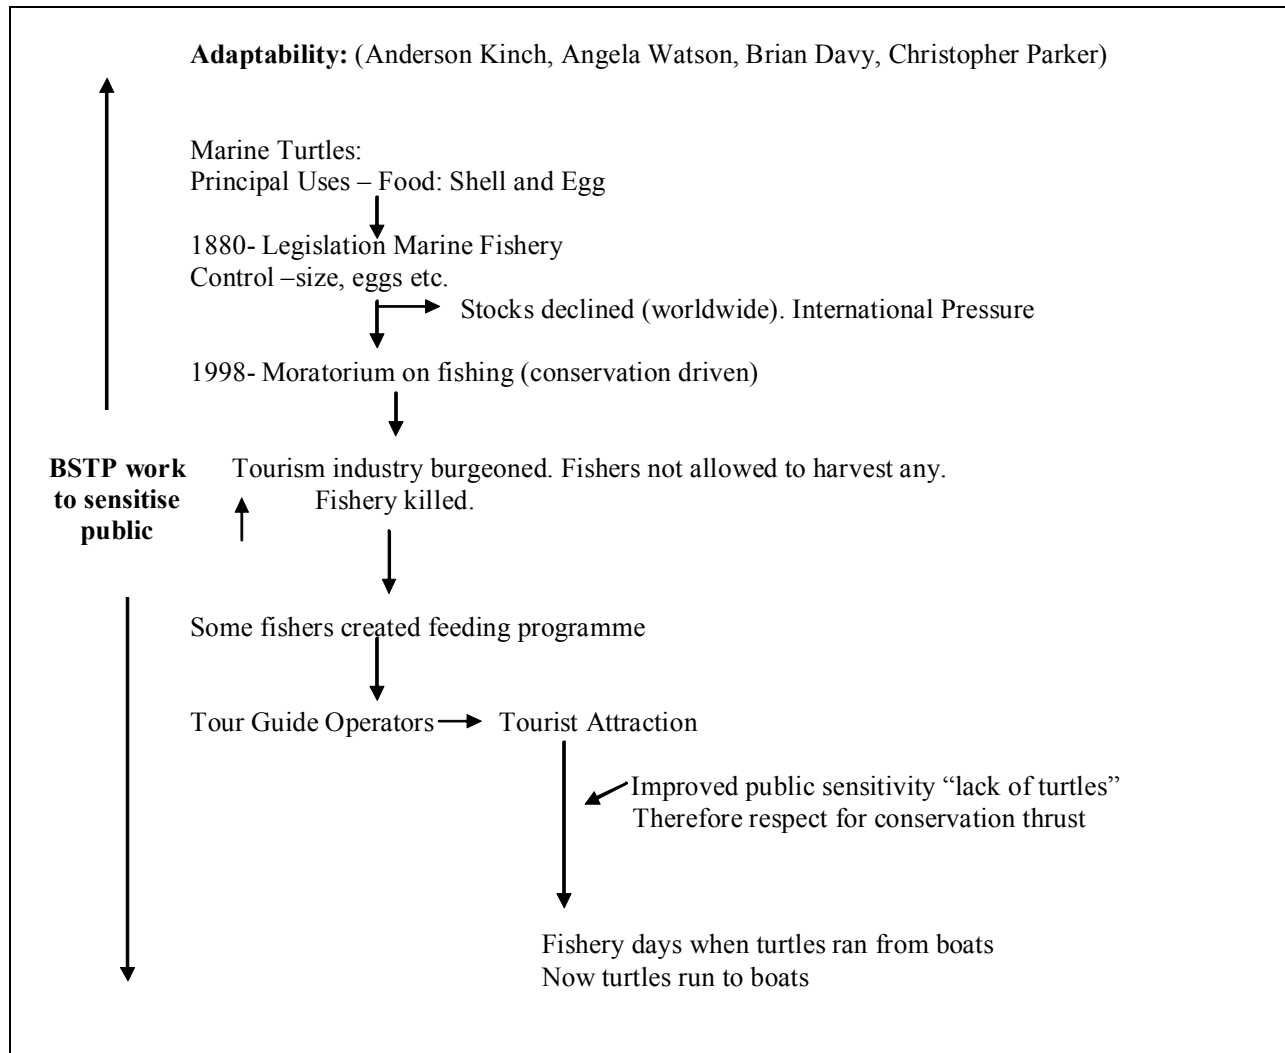 Adaptability: (Anderson Kinch, Angela Watson, Brian Davy, Christopher Parker)
Marine Turtles:
Principal Uses – Food: Shell and Egg
1880- Legislation Marine Fishery
Control –size, eggs etc.
Stocks declined (worldwide). International Pressure
1998- Moratorium on fishing (conservation driven)
BSTP work
to sensitise
public
Tourism industry burgeoned. Fishers not allowed to harvest any.
Fishery killed.
Some fishers created feeding programme
Tour Guide Operators
Tourist Attraction
Improved public sensitivity “lack of turtles”
Therefore respect for conservation thrust
Fishery days when turtles ran from boats
Now turtles run to boats